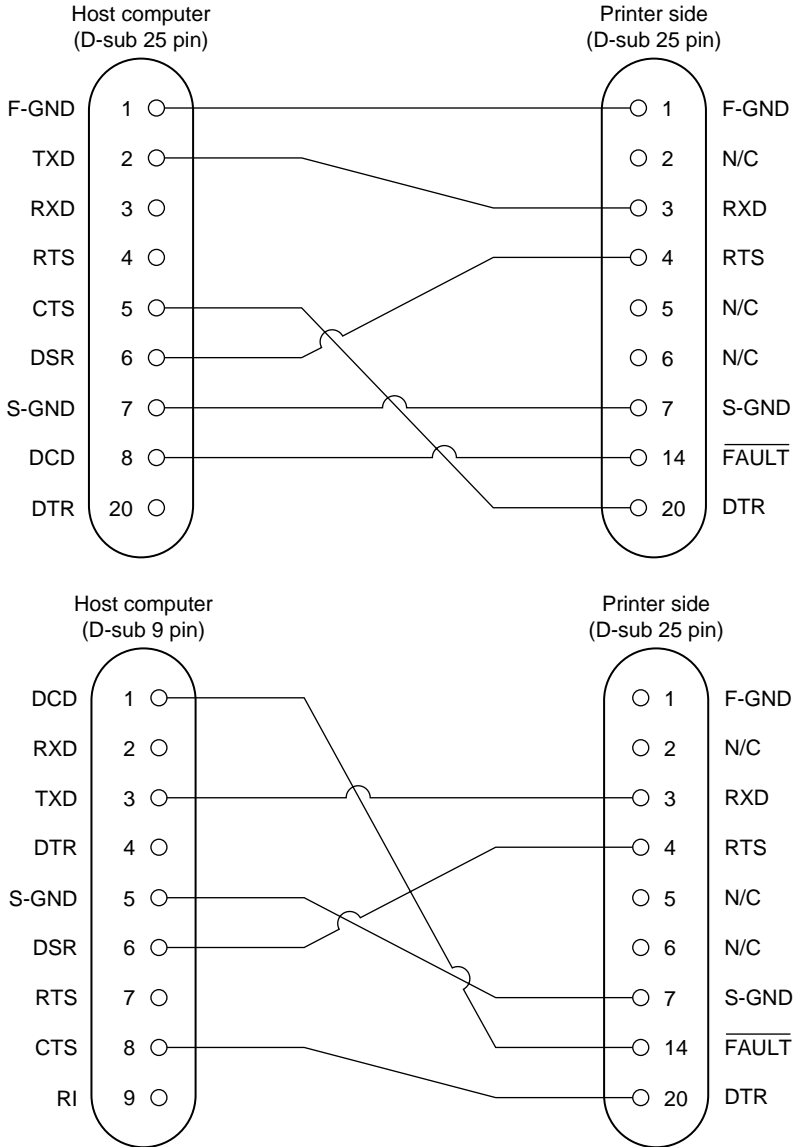 Host computer
(D-sub 25 pin)
Printer side
(D-sub 25 pin)
F-GND 1 1 F-GND
TXD 2 2 N/C
RXD 3 3 RXD
RTS 4 4 RTS
CTS 5 5 N/C
DSR 6 6 N/C
S-GND 7 7 S-GND
DCD 8 14 FAULT
DTR 20 20 DTR
Host computer
(D-sub 9 pin)
Printer side
(D-sub 25 pin)
DCD 1 1 F-GND
RXD 2 2 N/C
TXD 3 3 RXD
DTR 4 4 RTS
S-GND 5 5 N/C
DSR 6 6 N/C
RTS 7 7 S-GND
CTS 8 14 FAULT
RI 9 20 DTR